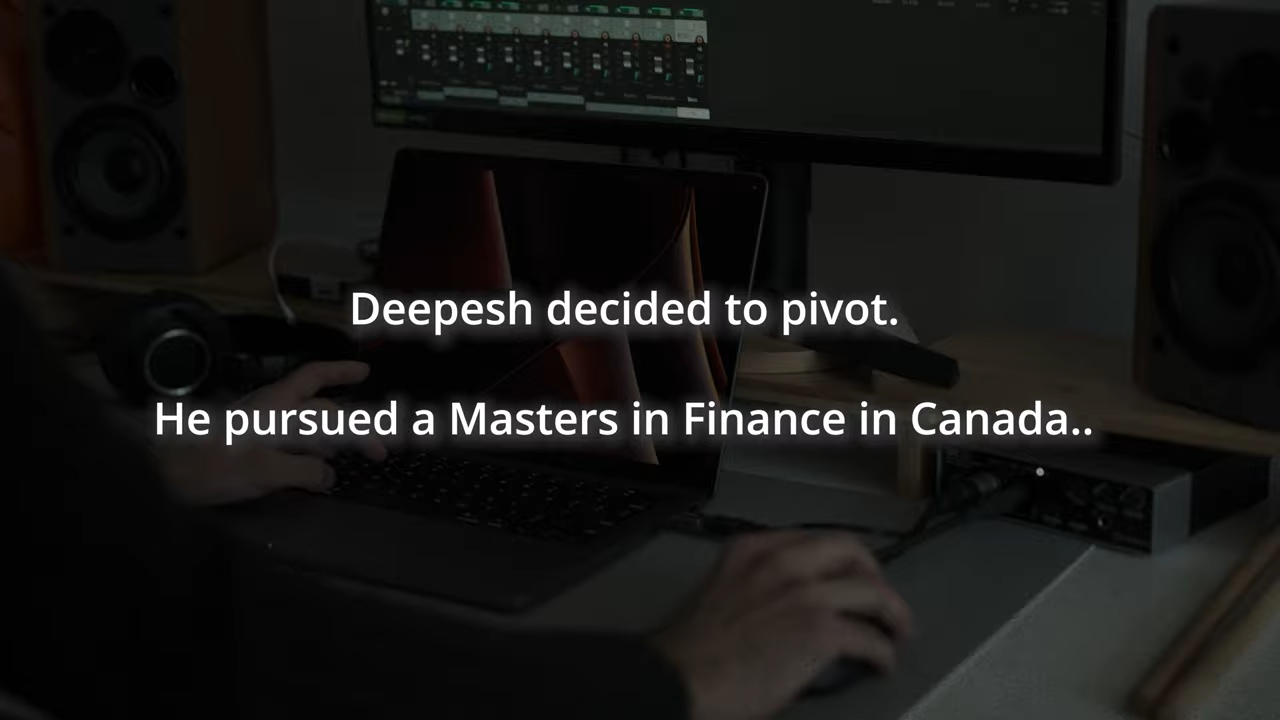 Deepesh decided to pivot.
He pursued a Masters in Finance in Canada..